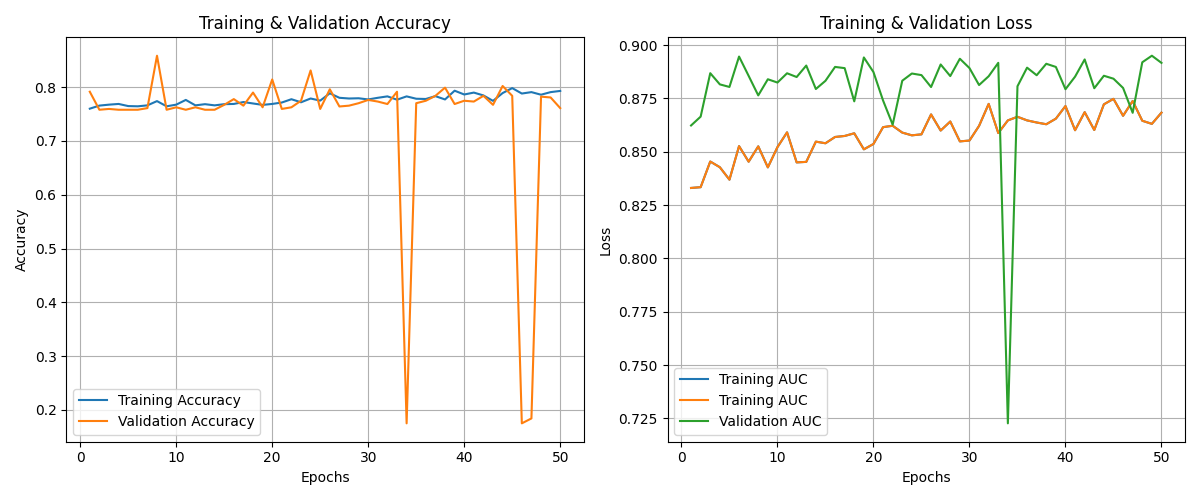 Training & Validation Accuracy
Accuracy
0.8
0.7
0.6
0.5
0.4
0.3
0.2
Training Accuracy
Validation Accuracy
0 10 20 30 40 50
Epochs
Training & Validation Loss
Loss
0.900
0.875
0.850
0.825
0.800
0.775
0.750
0.725
Training AUC
Training AUC
Validation AUC
0 10 20 30 40 50
Epochs